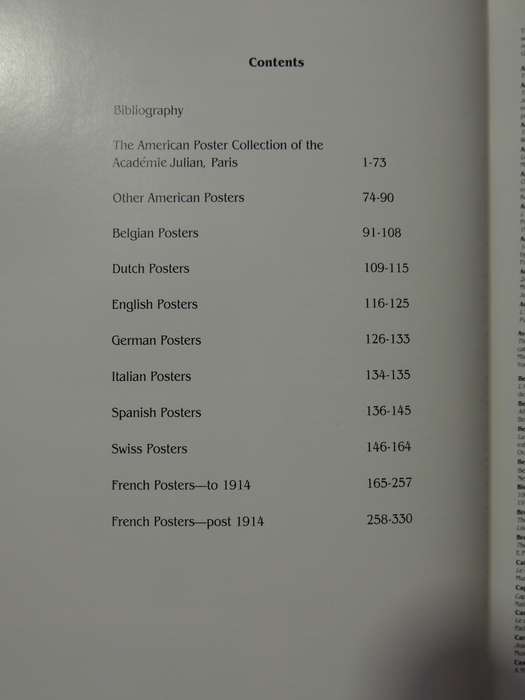 Contents
Bibliography
The American Poster Collection of the
Académie Julian, Paris 1-73
Other American Posters 74-90
Belgian Posters 91-108
Dutch Posters 109-115
English Posters 116-125
German Posters 126-133
Italian Posters 134-135
Spanish Posters 136-145
Swiss Posters 146-164
French Posters—to 1914 165-257
French Posters—post 1914 258-330